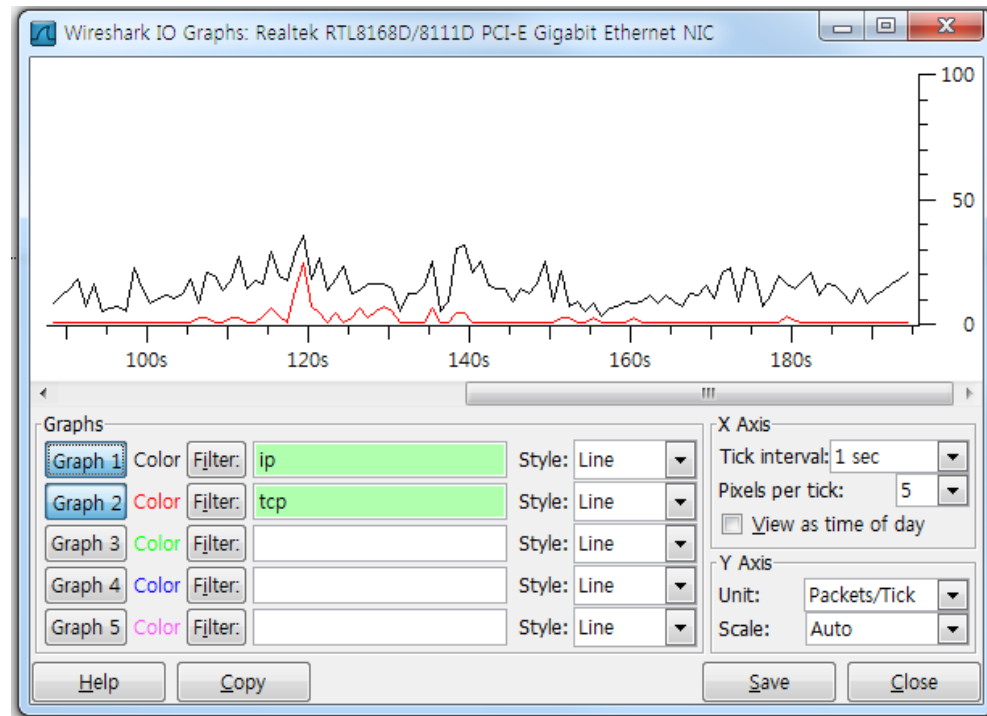 Wireshark IO Graphs: Realtek RTL8168D/8111D PCI-E Gigabit Ethernet NIC
100
50
0
100s 120s 140s 160s 180s
Graphs
Graph 1 Color Filter: ip Style: Line
Graph 2 Color Filter: tcp Style: Line
Graph 3 Color Filter: Style: Line
Graph 4 Color Filter: Style: Line
Graph 5 Color Filter: Style: Line
X Axis
Tick interval: 1 sec
Pixels per tick: 5
View as time of day
Y Axis
Unit: Packets/Tick
Scale: Auto
Help Copy Save Close